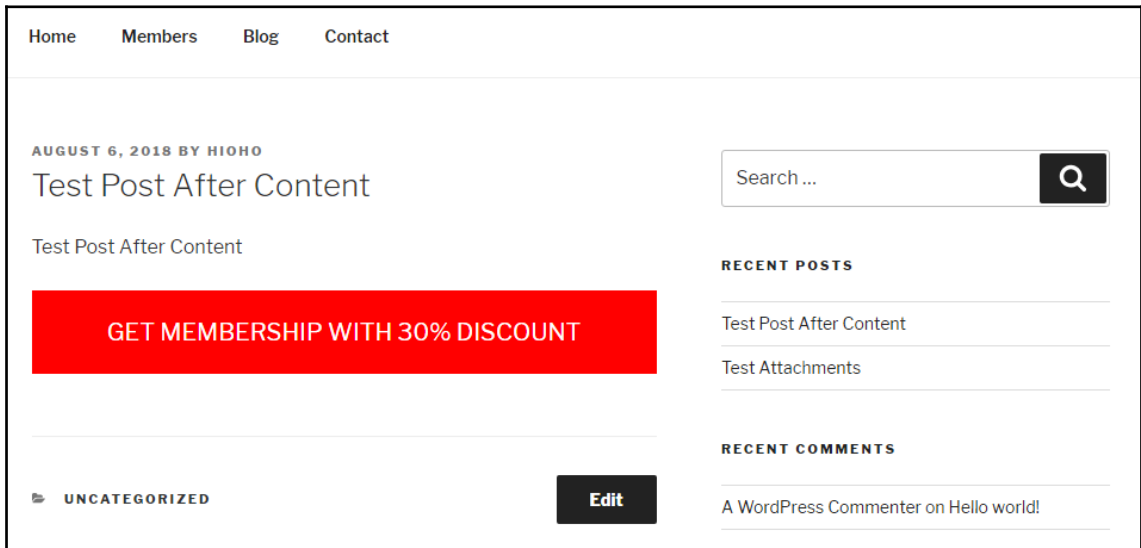 Home Members Blog Contact
AUGUST 6, 2018 BY HIOHO
Test Post After Content
Test Post After Content
GET MEMBERSHIP WITH 30% DISCOUNT
UNCATEGORIZED
Edit
Search ...
RECENT POSTS
Test Post After Content
Test Attachments
RECENT COMMENTS
A WordPress Commenter on Hello world!